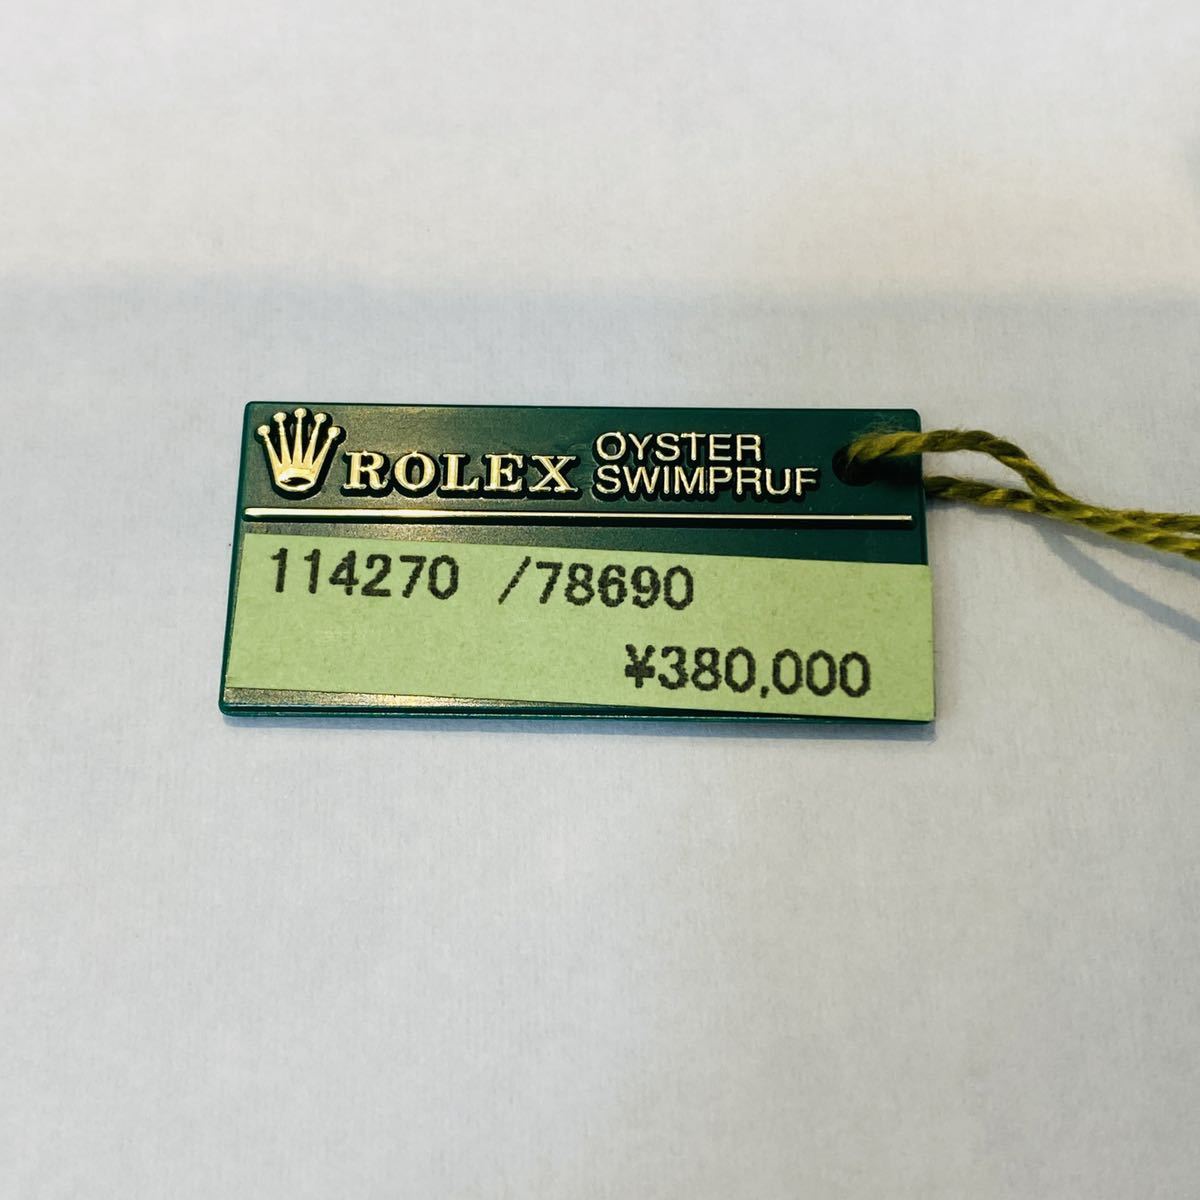 ROLEX OYSTER
SWIMPRUF
114270 /78690
¥380,000